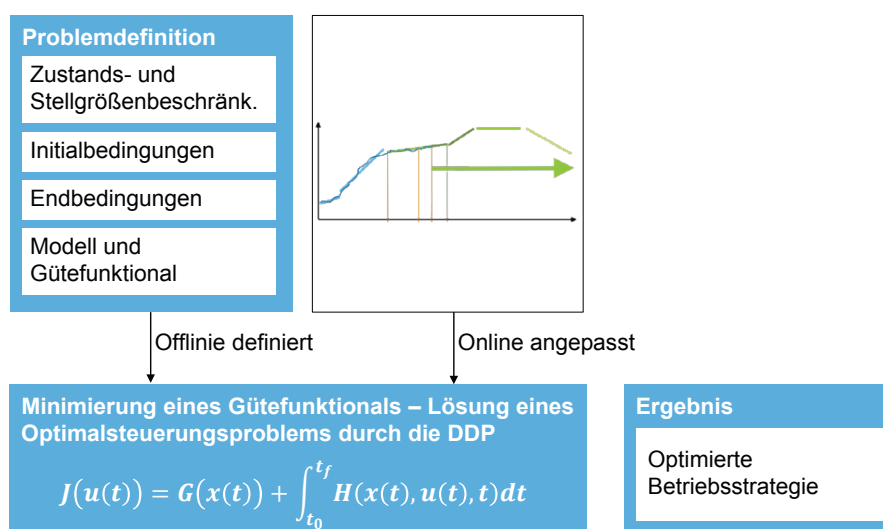 Problemdefinition
Zustands- und
Stellgrößenbeschränk.
Initialbedingungen
Endbedingungen
Modell und
Gütefunktional
Offlinie definiert
Online angepasst
Minimierung eines Gütefunktionals – Lösung eines
Optimalsteuerungsproblems durch die DDP
J(u(t)) = G(x(t)) + ∫_{t_0}^{t_f} H(x(t), u(t), t)dt
Ergebnis
Optimierte
Betriebsstrategie